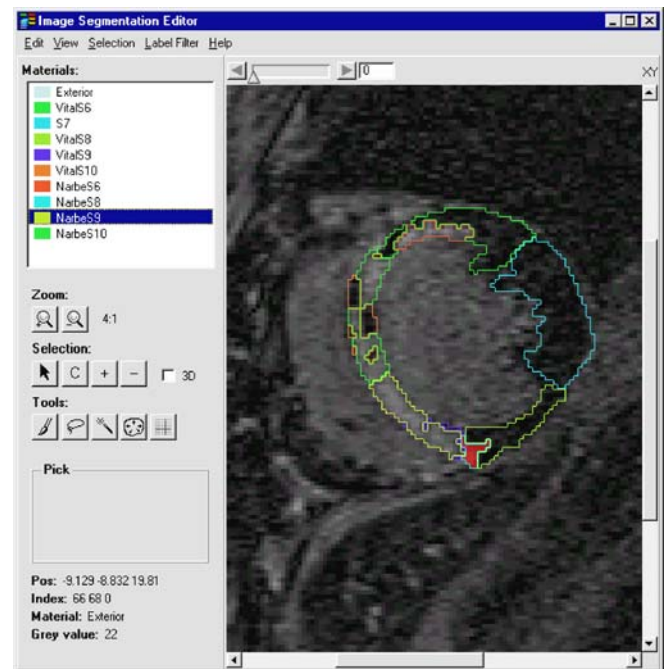 Image Segmentation Editor
Edit View Selection Label Filter Help
Materials:
0
XY
Exterior
VitalS6
S7
VitalS8
VitalS9
VitalS10
NarbeS6
NarbeS8
NarbeS9
NarbeS10
Zoom:
4:1
Selection:
C + − 3D
Tools:
Pick
Pos: -9.129 -8.832 19.81
Index: 66 68 0
Material: Exterior
Grey value: 22